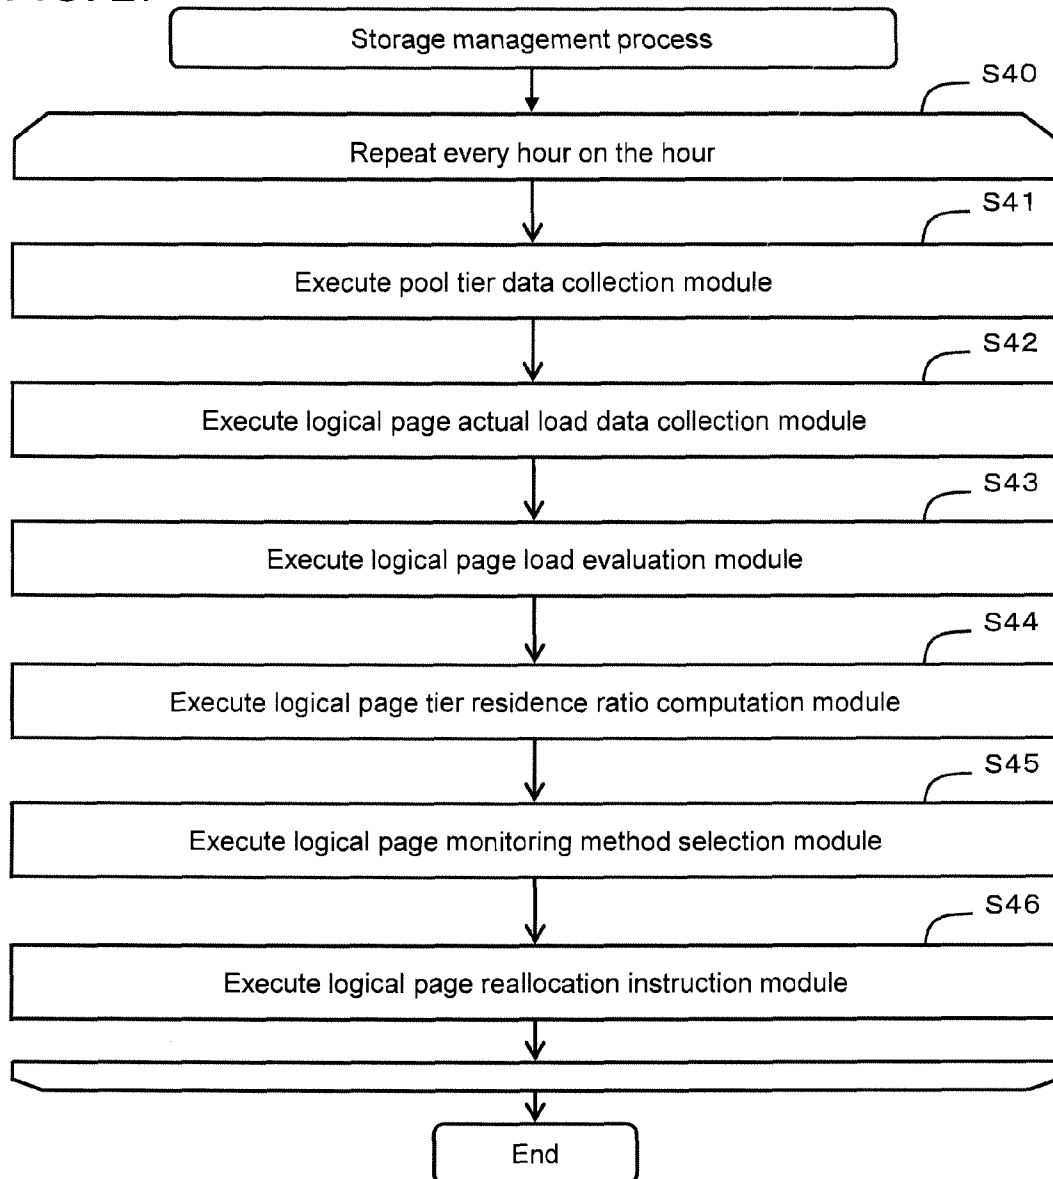 Storage management process
S40
Repeat every hour on the hour
S41
Execute pool tier data collection module
S42
Execute logical page actual load data collection module
S43
Execute logical page load evaluation module
S44
Execute logical page tier residence ratio computation module
S45
Execute logical page monitoring method selection module
S46
Execute logical page reallocation instruction module
End